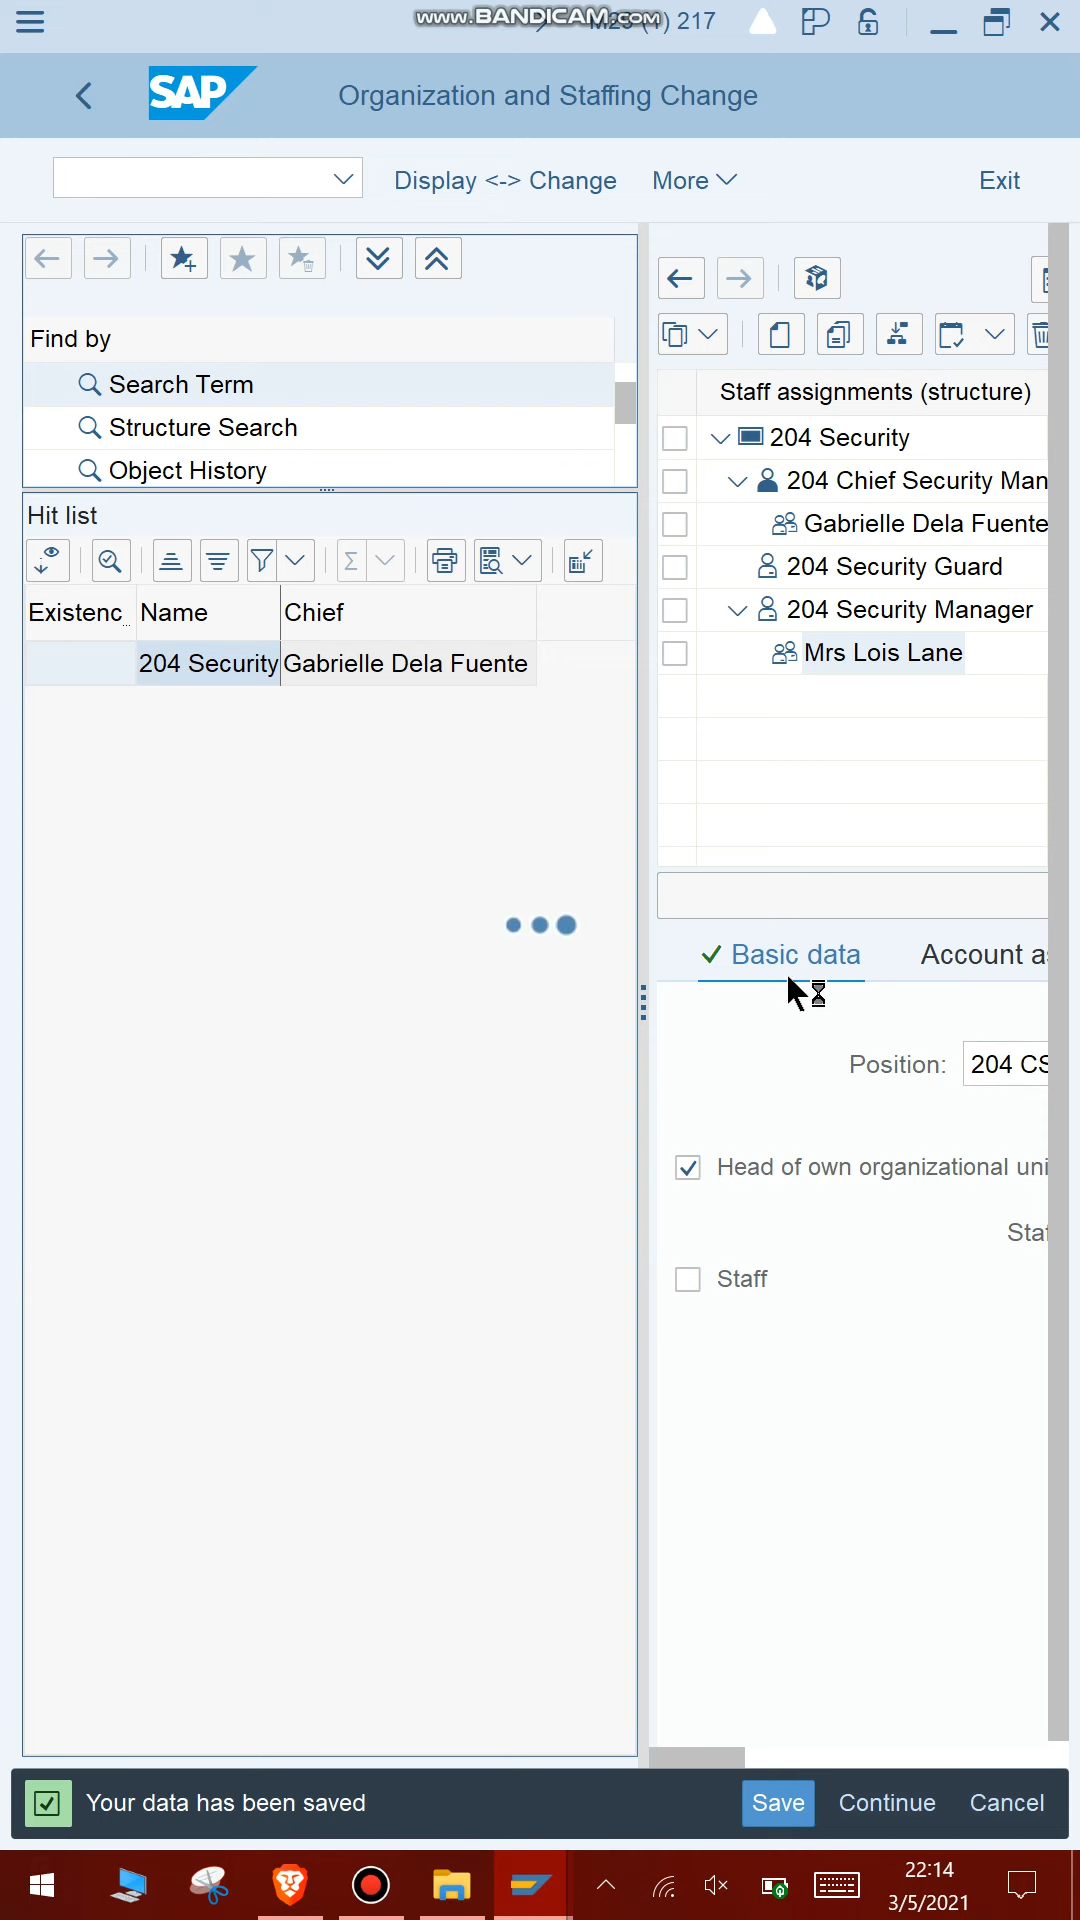 www.BANDICAM.com
(1) 217
SAP
Organization and Staffing Change
Display <-> Change
More
Exit
Find by
Search Term
Structure Search
Object History
Hit list
Existenc...
Name
Chief
204 Security
Gabrielle Dela Fuente
Staff assignments (structure)
204 Security
204 Chief Security Man
Gabrielle Dela Fuente
204 Security Guard
204 Security Manager
Mrs Lois Lane
Basic data
Account a
Position:
204 CS
Head of own organizational uni
Staf
Staff
Your data has been saved
Save
Continue
Cancel
22:14
3/5/2021